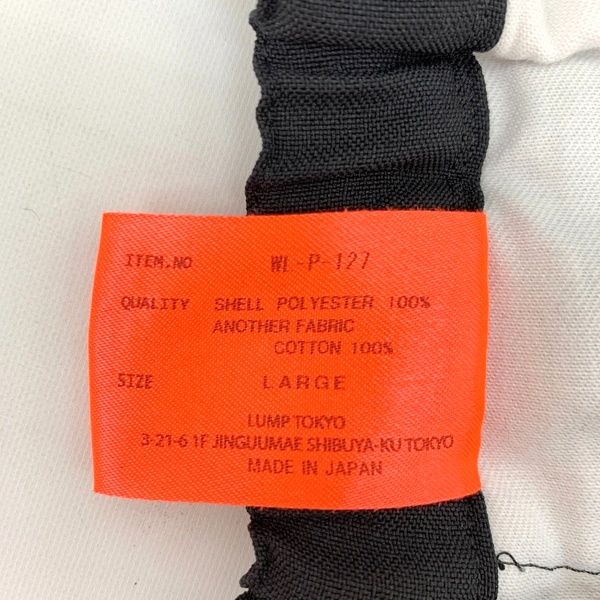 ITEM.NO WL-P-127
QUALITY SHELL POLYESTER 100%
ANOTHER FABRIC
COTTON 100%
SIZE LARGE
LUMP TOKYO
3-21-6 1F JINGUUMAE SHIBUYA-KU TOKYO
MADE IN JAPAN